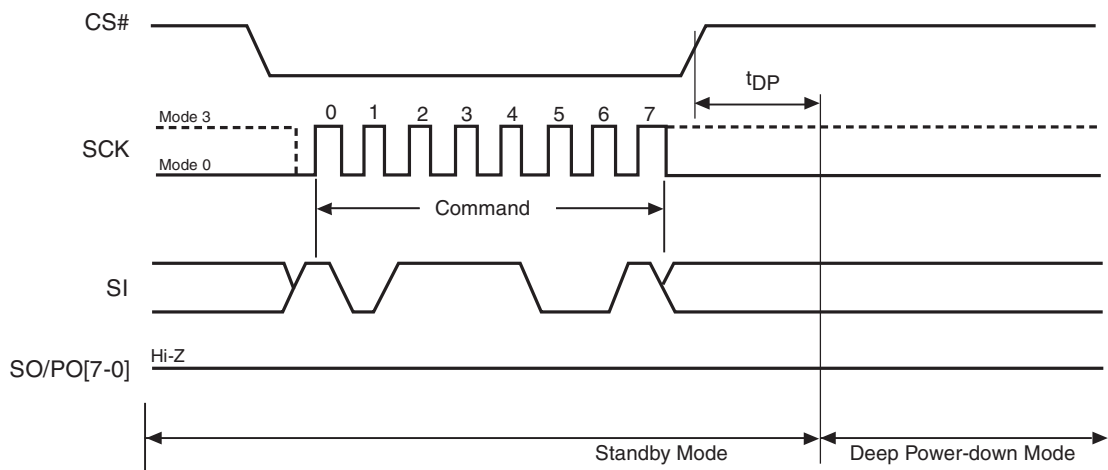 CS#
tDP
Mode 3
0 1 2 3 4 5 6 7
SCK
Mode 0
Command
SI
Hi-Z
SO/PO[7-0]
Standby Mode
Deep Power-down Mode